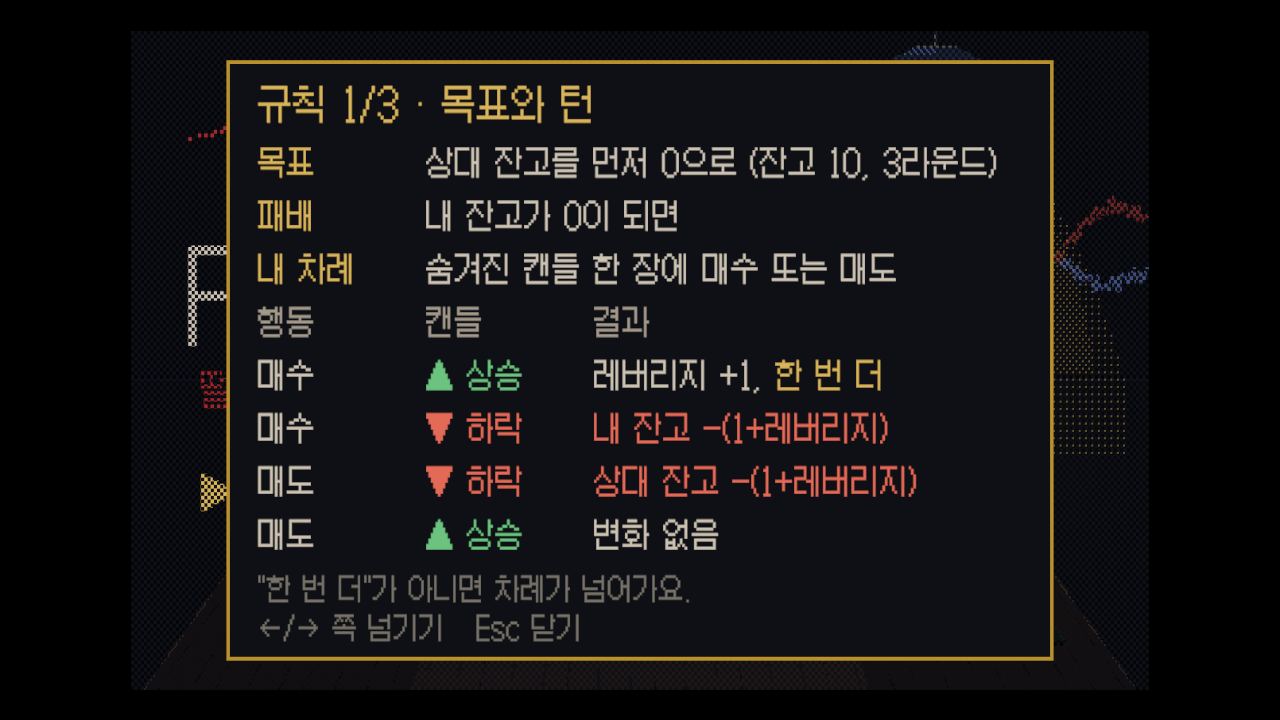 규칙 1/3 · 목표와 턴
목표 상대 잔고를 먼저 0으로 (잔고 10, 3라운드)
패배 내 잔고가 0이 되면
내 차례 숨겨진 캔들 한 장에 매수 또는 매도
행동 캔들 결과
매수 ▲ 상승 레버리지 +1, 한 번 더
매수 ▼ 하락 내 잔고 -(1+레버리지)
매도 ▼ 하락 상대 잔고 -(1+레버리지)
매도 ▲ 상승 변화 없음
"한 번 더"가 아니면 차례가 넘어가요.
←/→ 쪽 넘기기 Esc 닫기